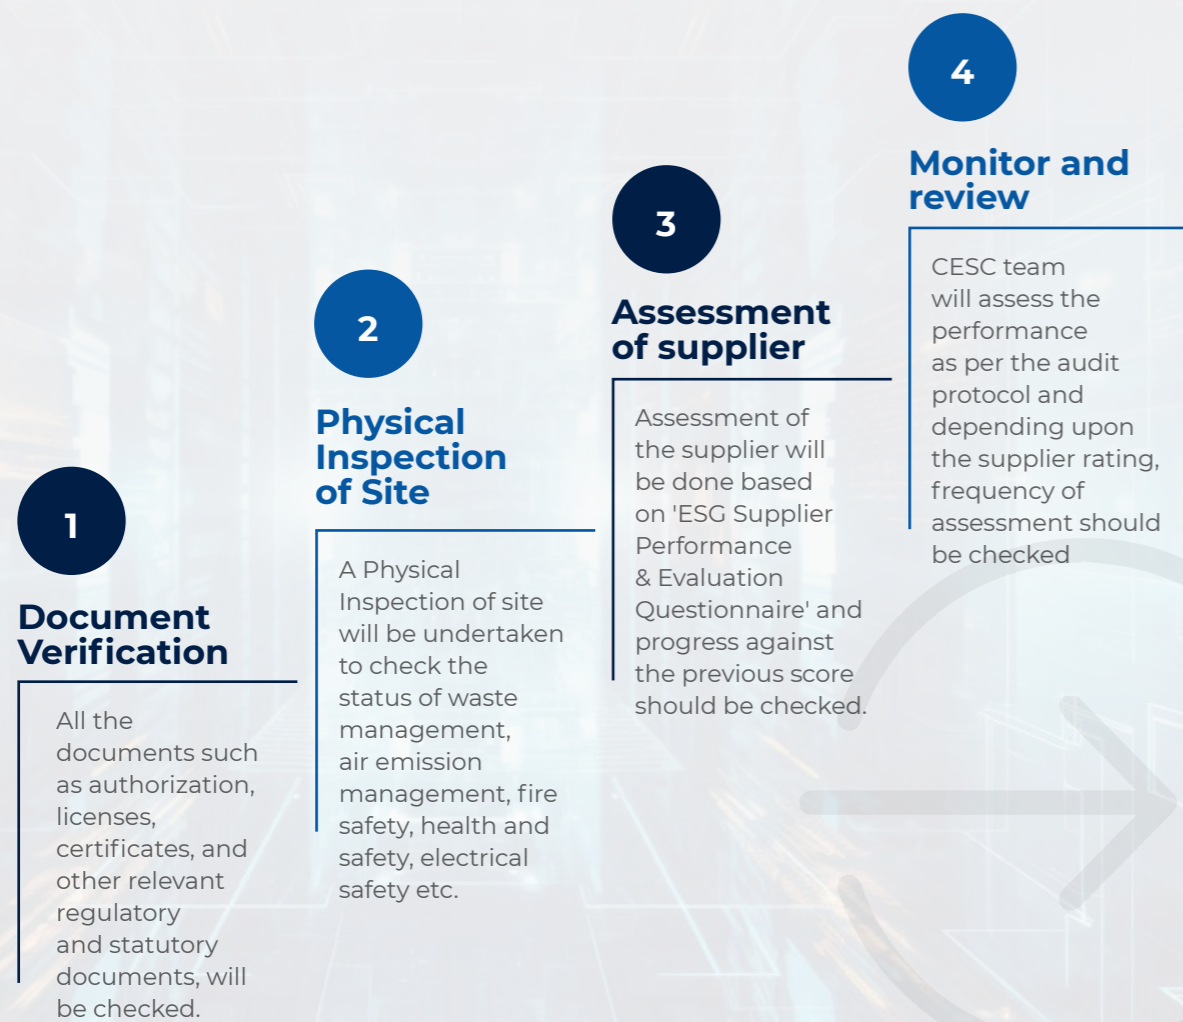 1
Document
Verification
All the
documents such
as authorization,
licenses,
certificates, and
other relevant
regulatory
and statutory
documents, will
be checked.
2
Physical
Inspection
of Site
A Physical
Inspection of site
will be undertaken
to check the
status of waste
management,
air emission
management, fire
safety, health and
safety, electrical
safety etc.
3
Assessment
of supplier
Assessment of
the supplier will
be done based
on 'ESG Supplier
Performance
& Evaluation
Questionnaire' and
progress against
the previous score
should be checked.
4
Monitor and
review
CESC team
will assess the
performance
as per the audit
protocol and
depending upon
the supplier rating,
frequency of
assessment should
be checked